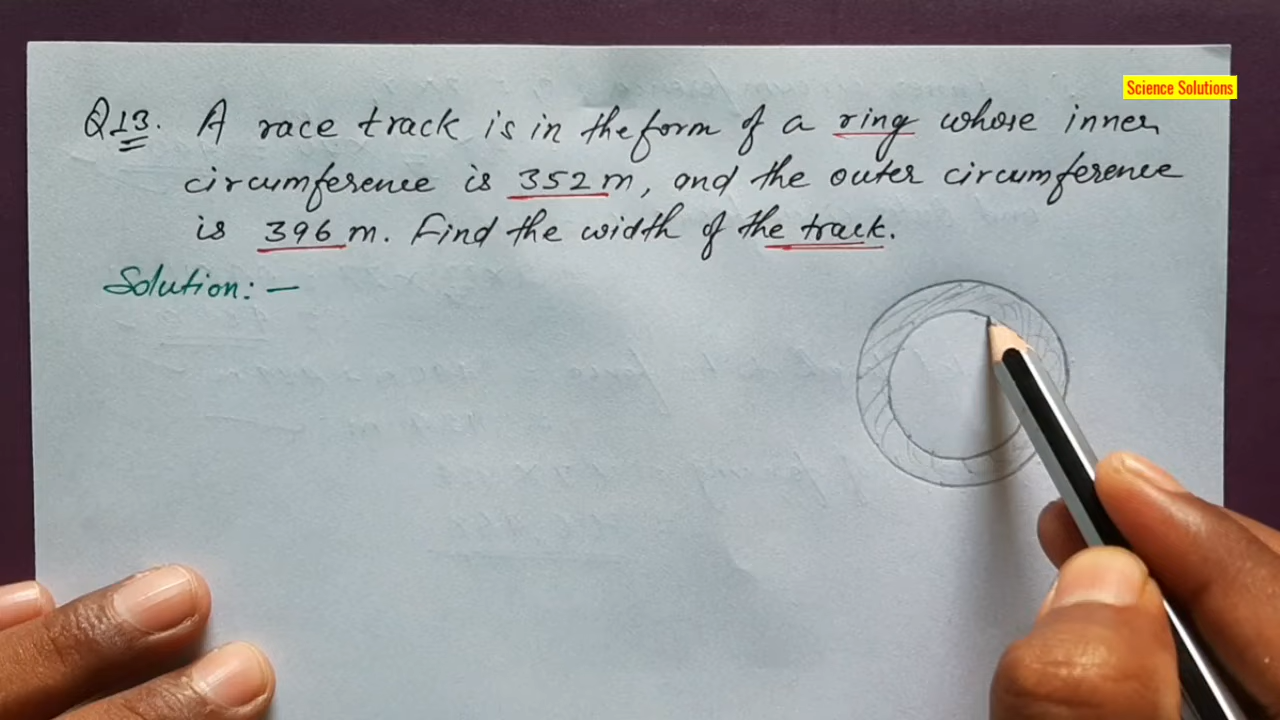 Science Solutions
Q13. A race track is in the form of a ring whose inner
circumference is 352 m, and the outer circumference
is 396 m. Find the width of the track.
Solution: —